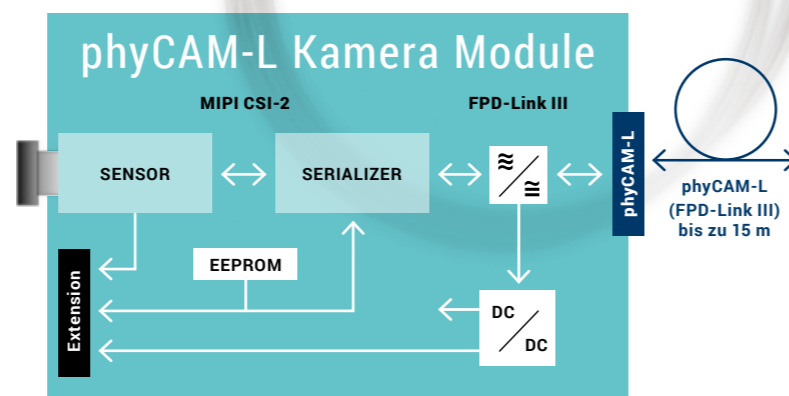 phyCAM-L Kamera Module
MIPI CSI-2
FPD-Link III
SENSOR
SERIALIZER
phyCAM-L
phyCAM-L
(FPD-Link III)
bis zu 15 m
EEPROM
Extension
DC
DC